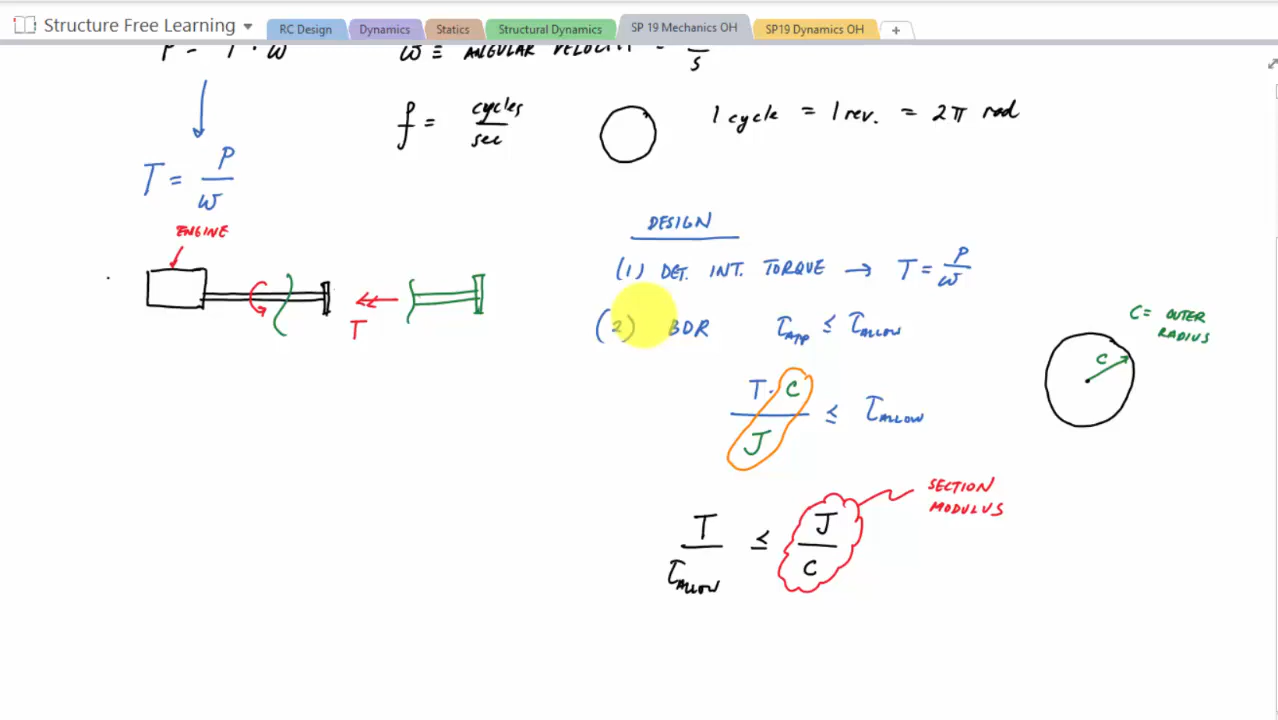 Structure Free Learning
RC Design
Dynamics
Statics
Structural Dynamics
SP 19 Mechanics OH
SP19 Dynamics OH
+
P = T · ω
ω ≡ ANGULAR VELOCITY =
s
f = cycles
sec
1 cycle = 1 rev. = 2π rad
T = P
ω
ENGINE
T
DESIGN
(1) DET. INT. TORQUE → T = P
ω
(2) BDR τAPP ≤ τALLOW
C = OUTER
RADIUS
C
T · C
J
≤ τALLOW
SECTION
MODULUS
T
τALLOW
≤
J
C